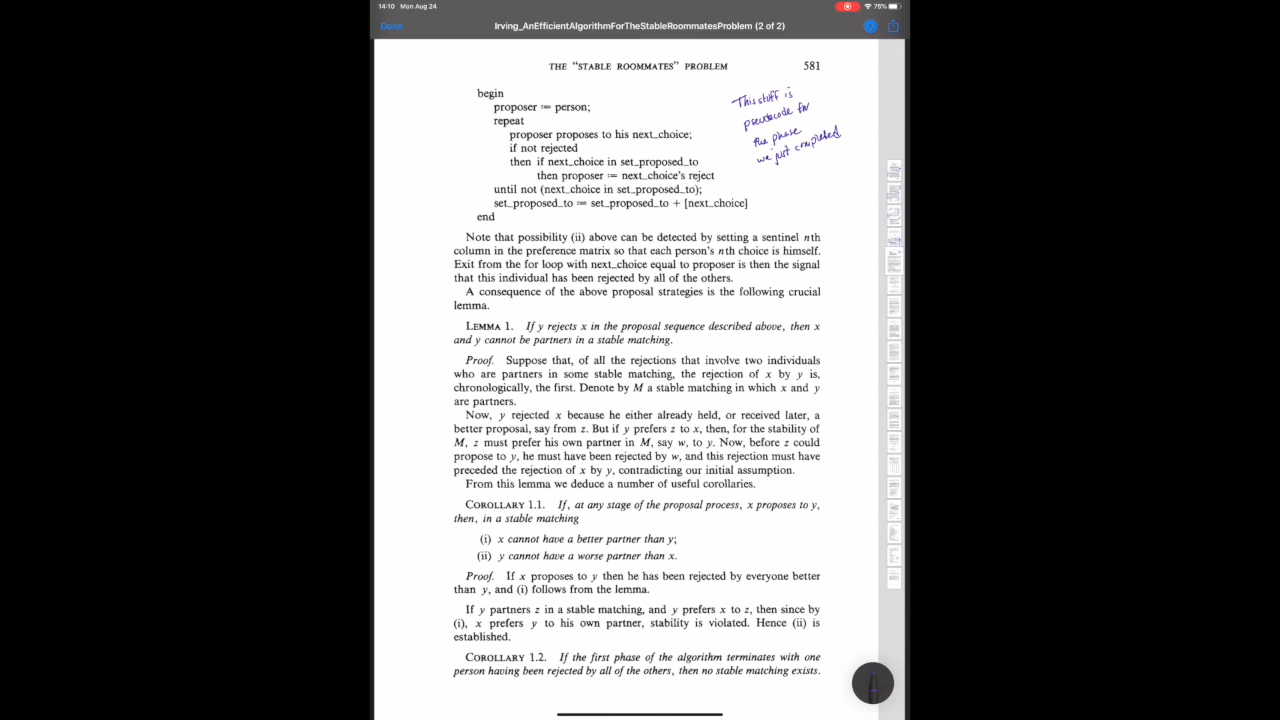 14:10 Mon Aug 24
75%
Done
Irving_AnEfficientAlgorithmForTheStableRoommatesProblem (2 of 2)
THE “STABLE ROOMMATES” PROBLEM 581
begin
proposer := person;
repeat
proposer proposes to his next_choice;
if not rejected
then if next_choice in set_proposed_to
then proposer := next_choice's reject
until not (next_choice in set_proposed_to);
set_proposed_to := set_proposed_to + [next_choice]
end
This stuff is
pseudocode for
the phase
we just completed
Note that possibility (ii) above can be detected by setting a sentinel nth
column in the preference matrix so that each person's nth choice is himself.
Exit from the for loop with next_choice equal to proposer is then the signal
that this individual has been rejected by all of the others.
A consequence of the above proposal strategies is the following crucial
lemma.
LEMMA 1. If y rejects x in the proposal sequence described above, then x
and y cannot be partners in a stable matching.
Proof. Suppose that, of all the rejections that involve two individuals
who are partners in some stable matching, the rejection of x by y is,
chronologically, the first. Denote by M a stable matching in which x and y
are partners.
Now, y rejected x because he either already held, or received later, a
better proposal, say from z. But if y prefers z to x, then, for the stability of
M, z must prefer his own partner in M, say w, to y. Now, before z could
propose to y, he must have been rejected by w, and this rejection must have
preceded the rejection of x by y, contradicting our initial assumption.
From this lemma we deduce a number of useful corollaries.
COROLLARY 1.1. If, at any stage of the proposal process, x proposes to y,
then, in a stable matching
(i) x cannot have a better partner than y;
(ii) y cannot have a worse partner than x.
Proof. If x proposes to y then he has been rejected by everyone better
than y, and (i) follows from the lemma.
If y partners z in a stable matching, and y prefers x to z, then since by
(i), x prefers y to his own partner, stability is violated. Hence (ii) is
established.
COROLLARY 1.2. If the first phase of the algorithm terminates with one
person having been rejected by all of the others, then no stable matching exists.